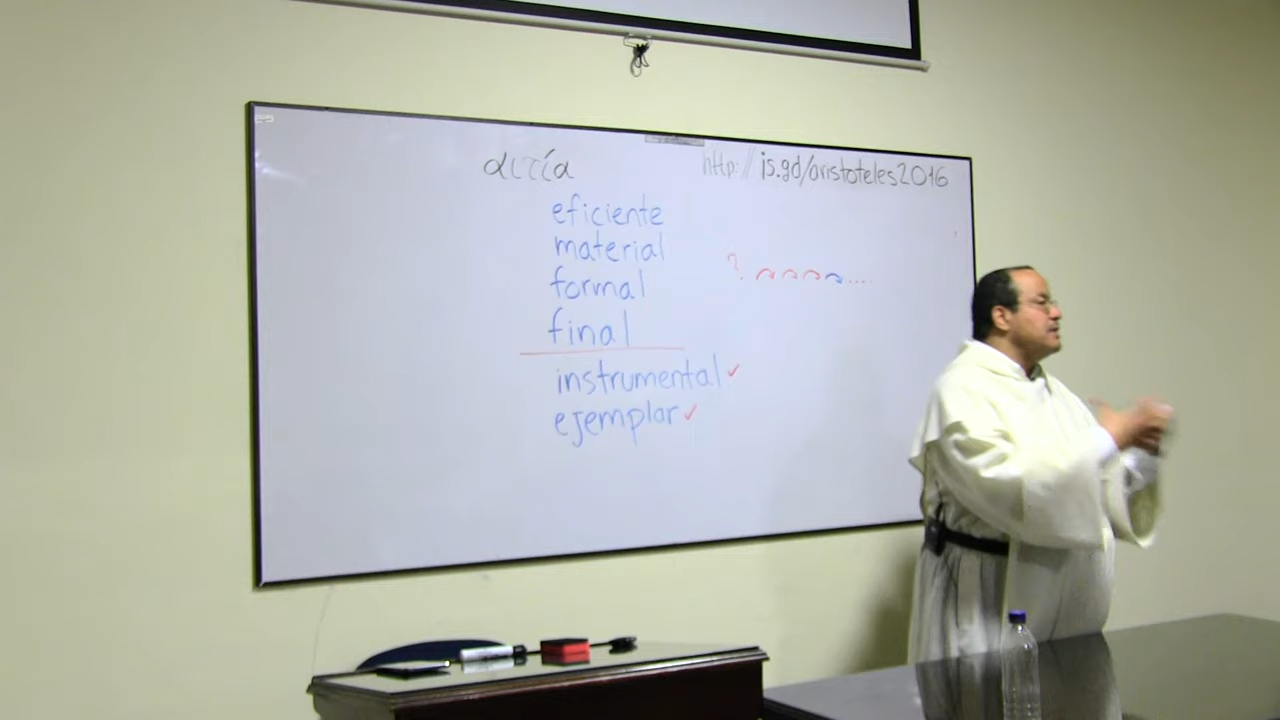 αιτία
http://is.gd/aristoteles2016
eficiente
material
formal
final
instrumental ✓
ejemplar ✓
? ....